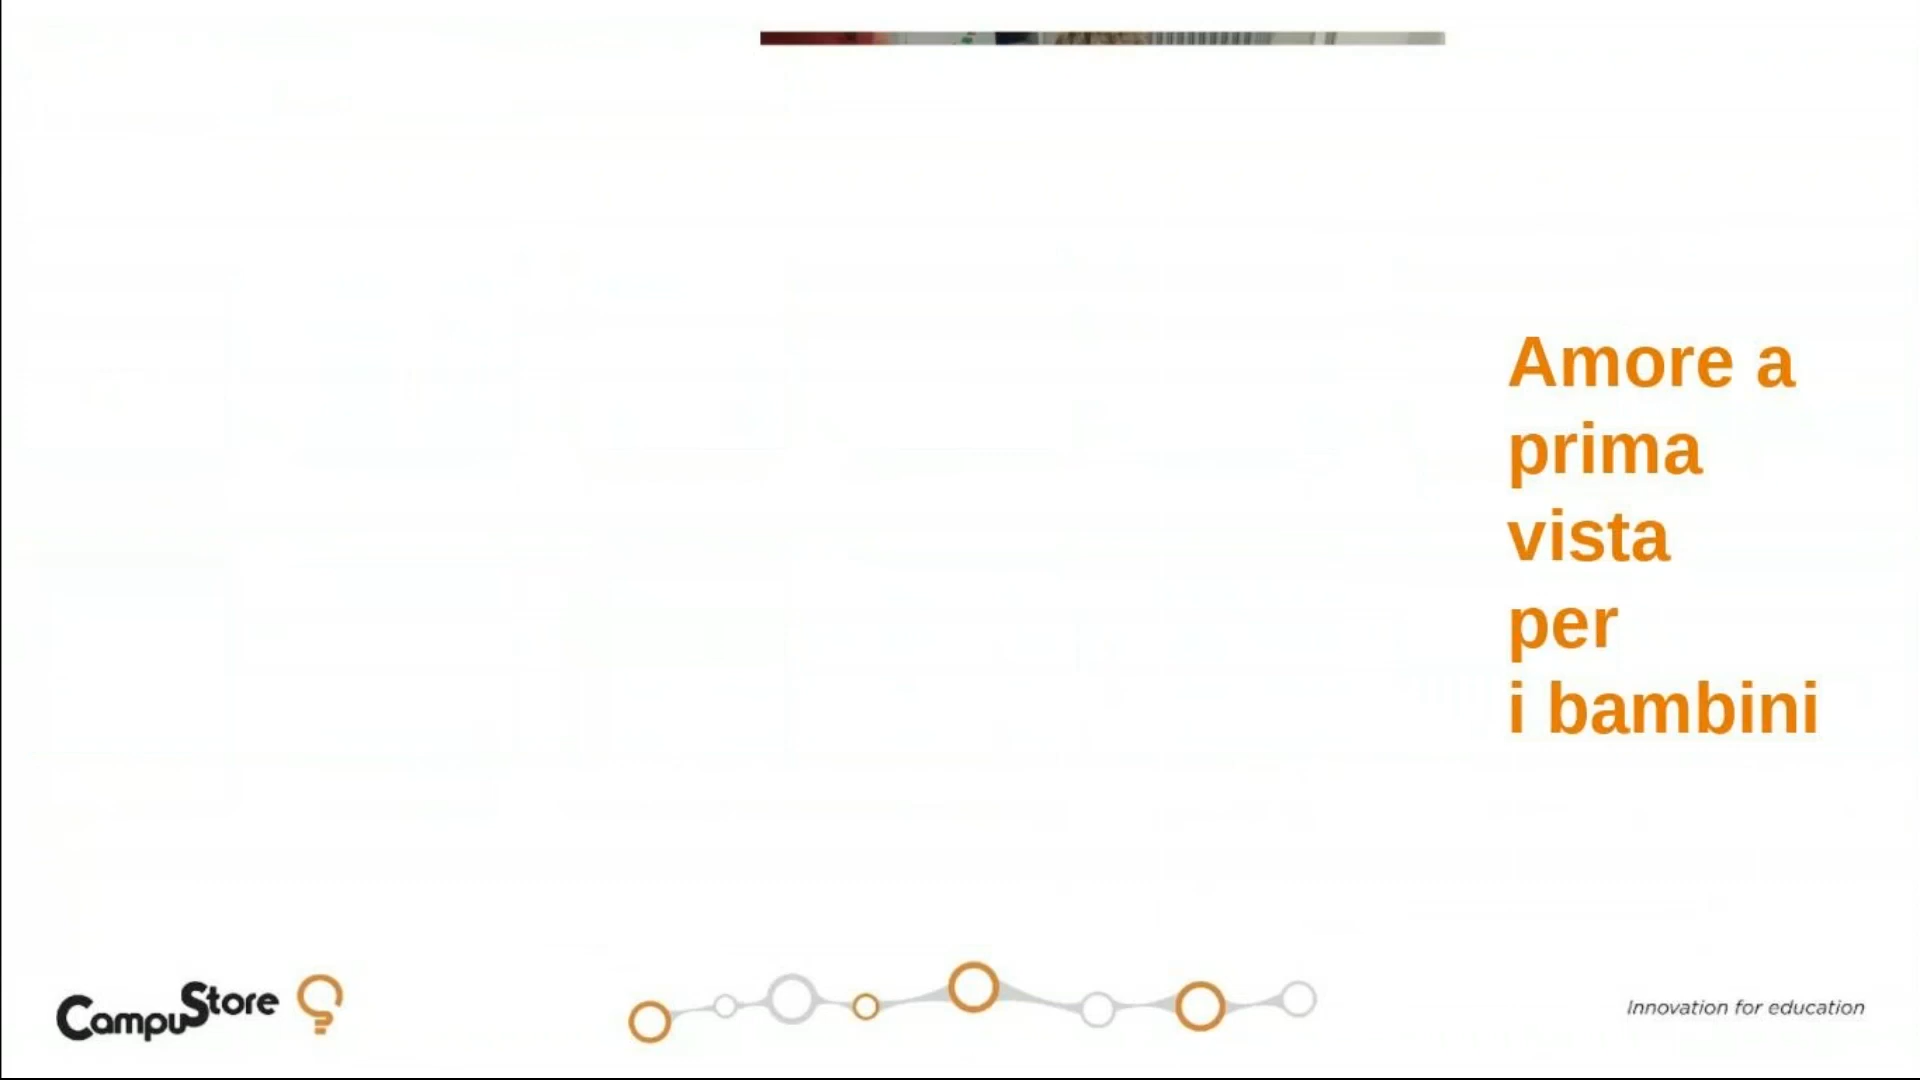 Amore a
prima
vista
per
i bambini
CampuStore
Innovation for education